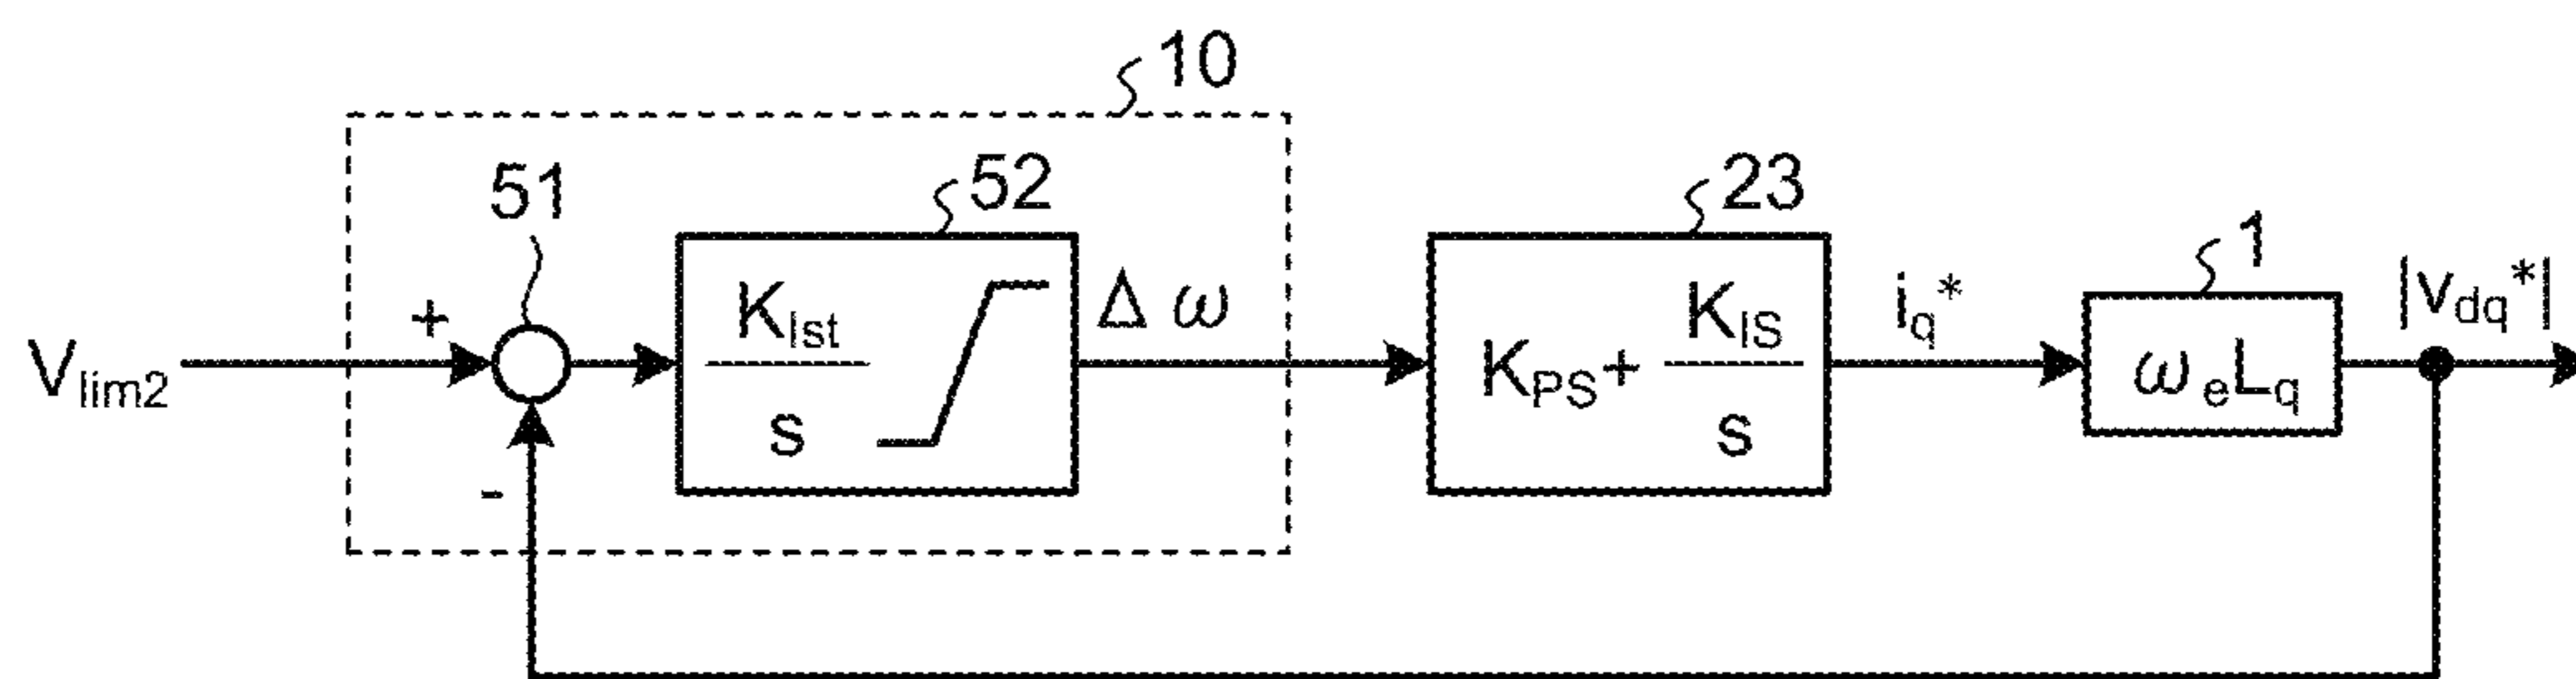 10
51
52
23
1
V_lim2
+
-
K_Ist
s
Δω
K_PS+ K_IS
s
i_q*
ω_eL_q
|v_dq*|